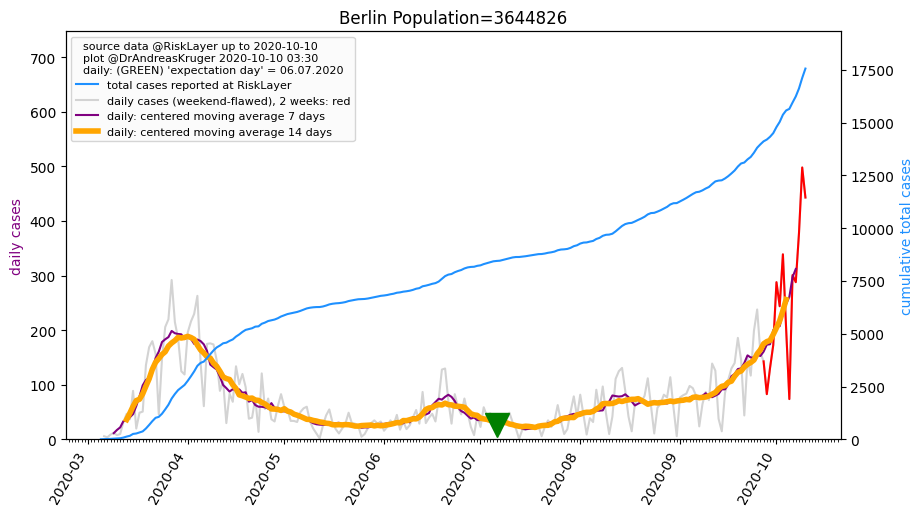 Berlin Population=3644826
source data @RiskLayer up to 2020-10-10
plot @DrAndreasKruger 2020-10-10 03:30
daily: (GREEN) 'expectation day' = 06.07.2020
total cases reported at RiskLayer
daily cases (weekend-flawed), 2 weeks: red
daily: centered moving average 7 days
daily: centered moving average 14 days
daily cases
700
600
500
400
300
200
100
0
cumulative total cases
17500
15000
12500
10000
7500
5000
2500
0
2020-03
2020-04
2020-05
2020-06
2020-07
2020-08
2020-09
2020-10